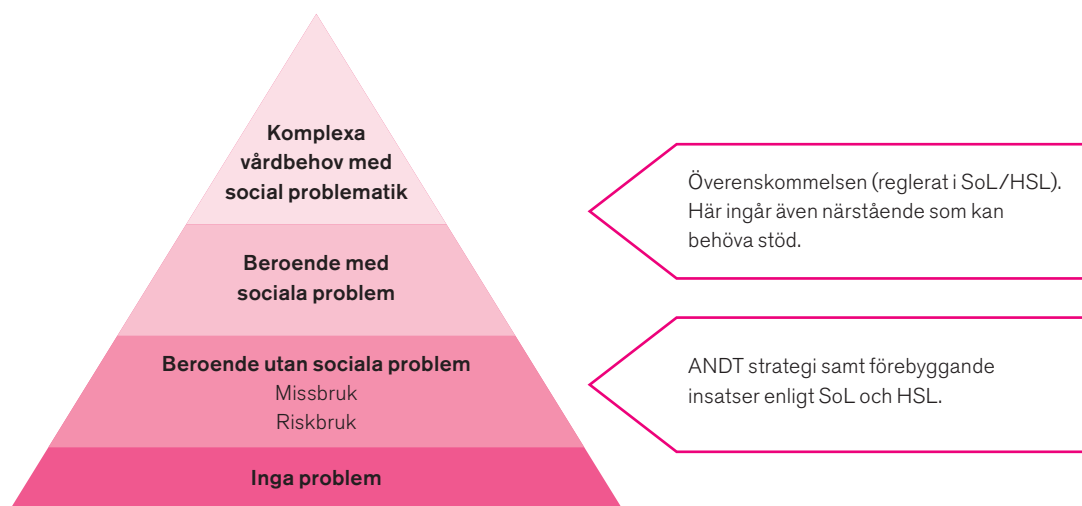 Komplexa
vårdbehov med
social problematik
Beroende med
sociala problem
Beroende utan sociala problem
Missbruk
Riskbruk
Inga problem
Överenskommelsen (reglerat i SoL/HSL).
Här ingår även närstående som kan
behöva stöd.
ANDT strategi samt förebyggande
insatser enligt SoL och HSL.